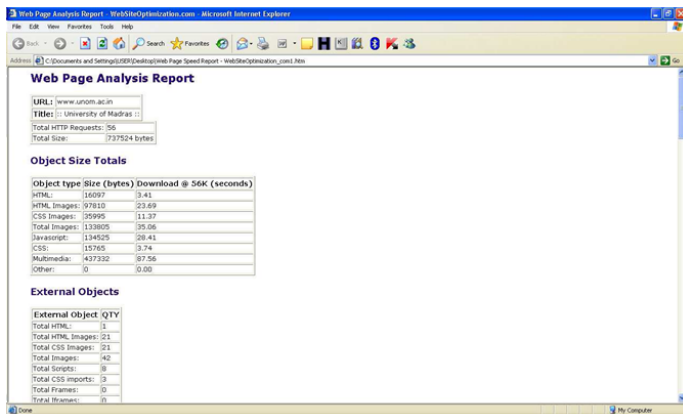 Web Page Analysis Report - WebSiteOptimization.com - Microsoft Internet Explorer
File Edit View Favorites Tools Help
Back Search Favorites
Address C:\Documents and Settings\USER\Desktop\Web Page Speed Report - WebSiteOptimization_com1.htm Go
Web Page Analysis Report
URL: www.unom.ac.in
Title: :: University of Madras ::
Total HTTP Requests: 56
Total Size: 737524 bytes
Object Size Totals
Object type Size (bytes) Download @ 56K (seconds)
HTML: 16097 3.41
HTML Images: 97810 23.69
CSS Images: 35995 11.37
Total Images: 133805 35.06
Javascript: 134525 28.41
CSS: 15765 3.74
Multimedia: 437332 87.56
Other: 0 0.00
External Objects
External Object QTY
Total HTML: 1
Total HTML Images: 21
Total CSS Images: 21
Total Images: 42
Total Scripts: 8
Total CSS imports: 3
Total Frames: 0
Total Iframes: 0
Done My Computer